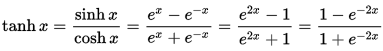 tanh x = sinh x / cosh x = (e^x − e^{−x}) / (e^x + e^{−x}) = (e^{2x} − 1) / (e^{2x} + 1) = (1 − e^{−2x}) / (1 + e^{−2x})